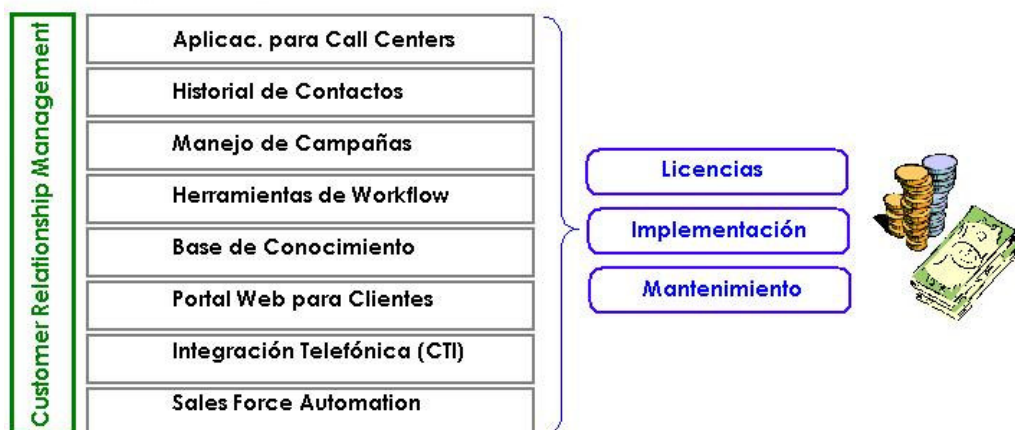 Customer Relationship Management
Aplicac. para Call Centers
Historial de Contactos
Manejo de Campañas
Herramientas de Workflow
Base de Conocimiento
Portal Web para Clientes
Integración Telefónica (CTI)
Sales Force Automation
Licencias
Implementación
Mantenimiento